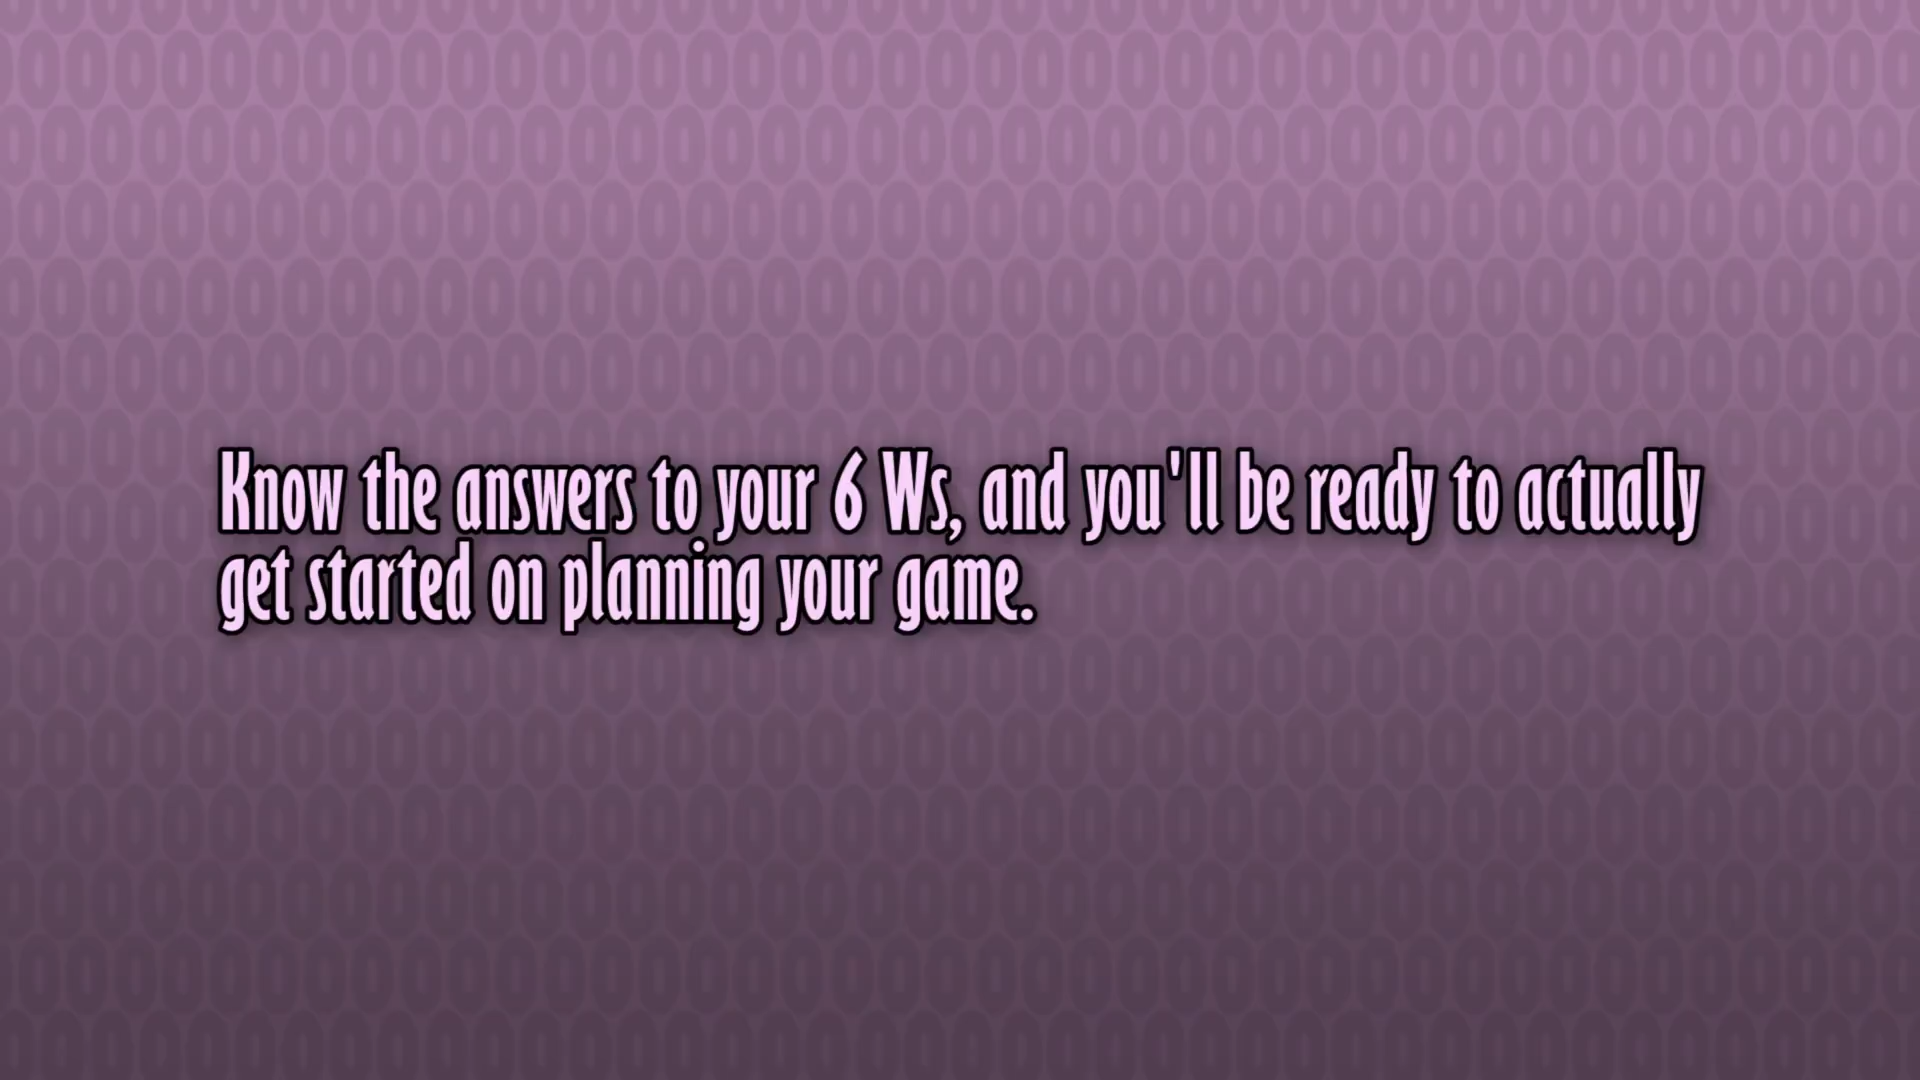 Know the answers to your 6 Ws, and you'll be ready to actually
get started on planning your game.